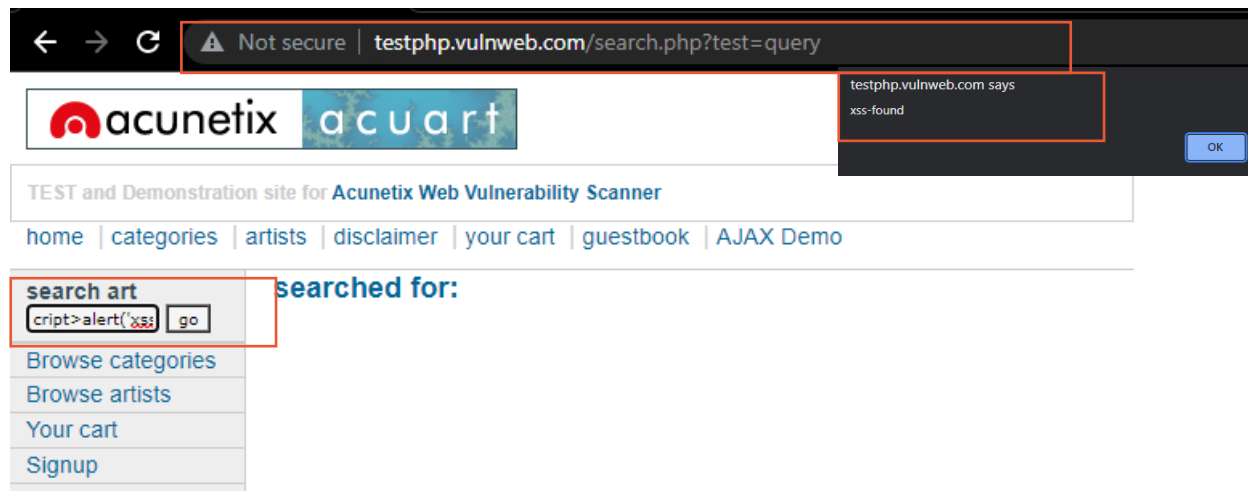 Not secure | testphp.vulnweb.com/search.php?test=query
testphp.vulnweb.com says
xss-found
OK
acunetix acuart
TEST and Demonstration site for Acunetix Web Vulnerability Scanner
home | categories | artists | disclaimer | your cart | guestbook | AJAX Demo
search art
cript>alert('xss go
searched for:
Browse categories
Browse artists
Your cart
Signup